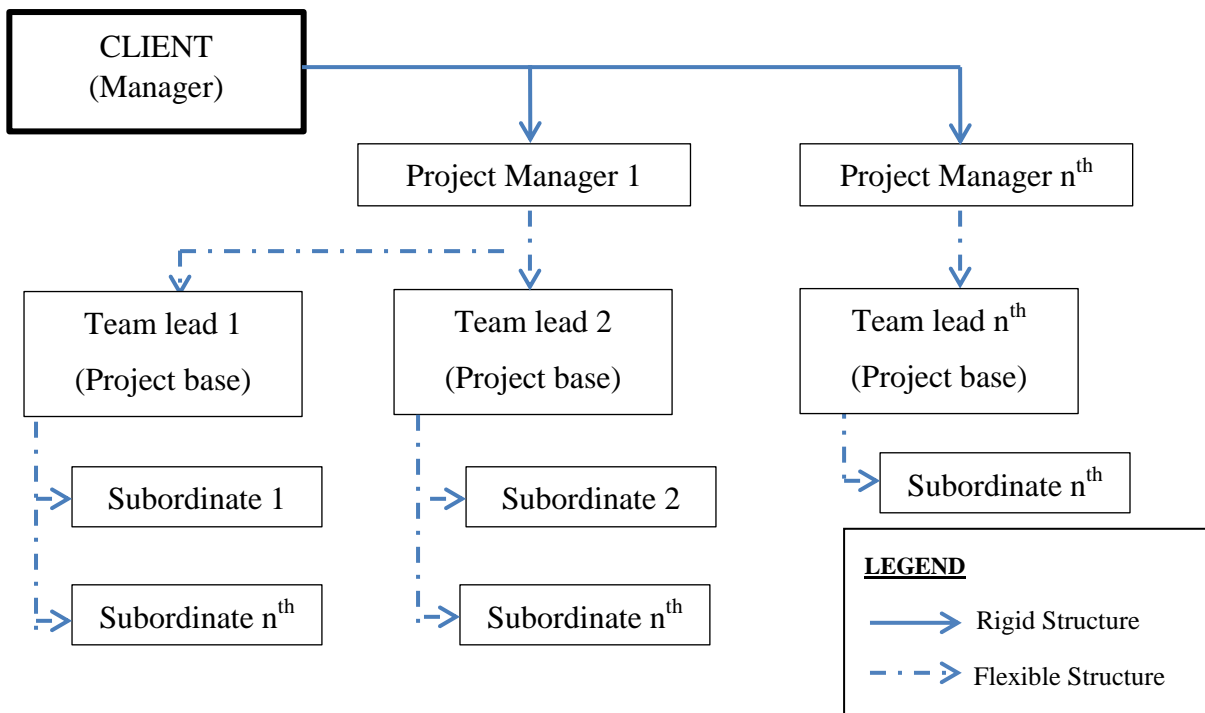 CLIENT
(Manager)
Project Manager 1
Project Manager nth
Team lead 1
(Project base)
Team lead 2
(Project base)
Team lead nth
(Project base)
Subordinate 1
Subordinate 2
Subordinate nth
Subordinate nth
Subordinate nth
LEGEND
Rigid Structure
Flexible Structure